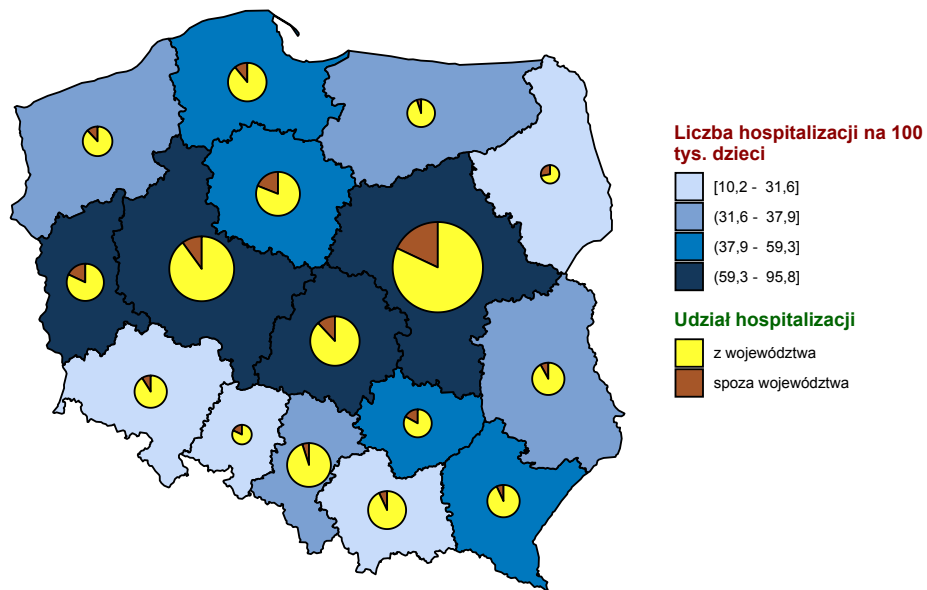 Liczba hospitalizacji na 100
tys. dzieci
[10,2 - 31,6]
(31,6 - 37,9]
(37,9 - 59,3]
(59,3 - 95,8]
Udział hospitalizacji
z województwa
spoza województwa